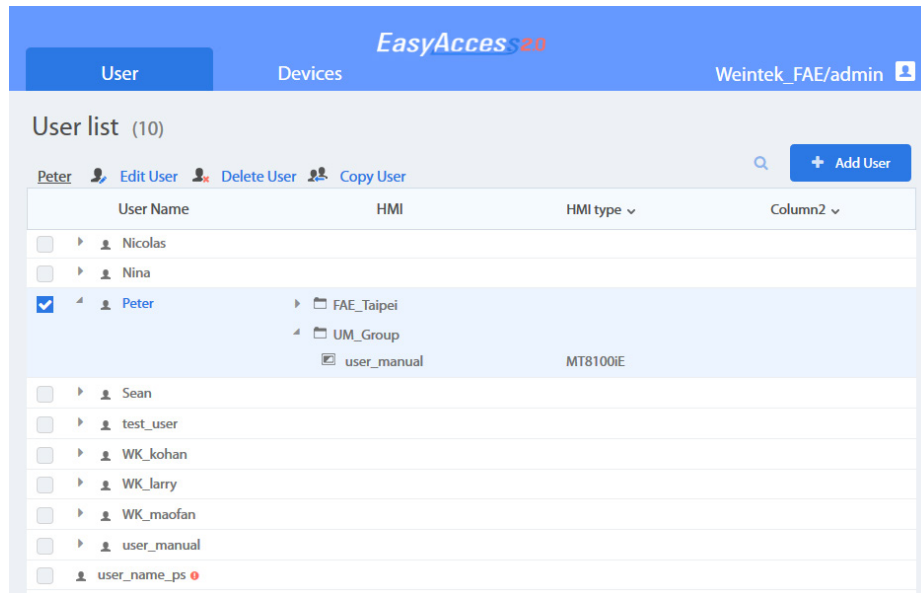 EasyAccess2.0
User Devices Weintek_FAE/admin
User list (10)
Peter Edit User Delete User Copy User + Add User
User Name HMI HMI type Column2
Nicolas
Nina
Peter FAE_Taipei
UM_Group
user_manual MT8100iE
Sean
test_user
WK_kohan
WK_larry
WK_maofan
user_manual
user_name_ps